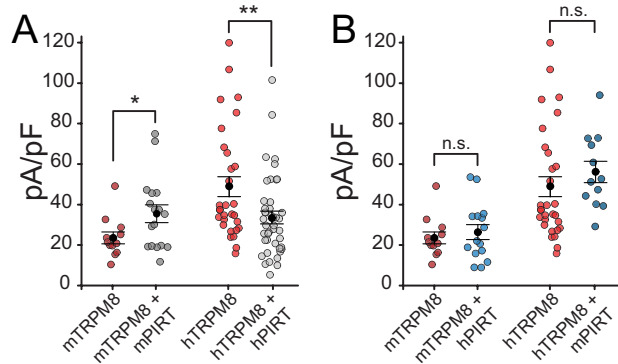 A
**
120
100
80
60
40
20
0
pA/pF
*
mTRPM8
mTRPM8 +
mPIRT
hTRPM8
hTRPM8 +
hPIRT
B
n.s.
120
100
80
60
40
20
0
pA/pF
n.s.
mTRPM8
mTRPM8 +
hPIRT
hTRPM8
hTRPM8 +
mPIRT